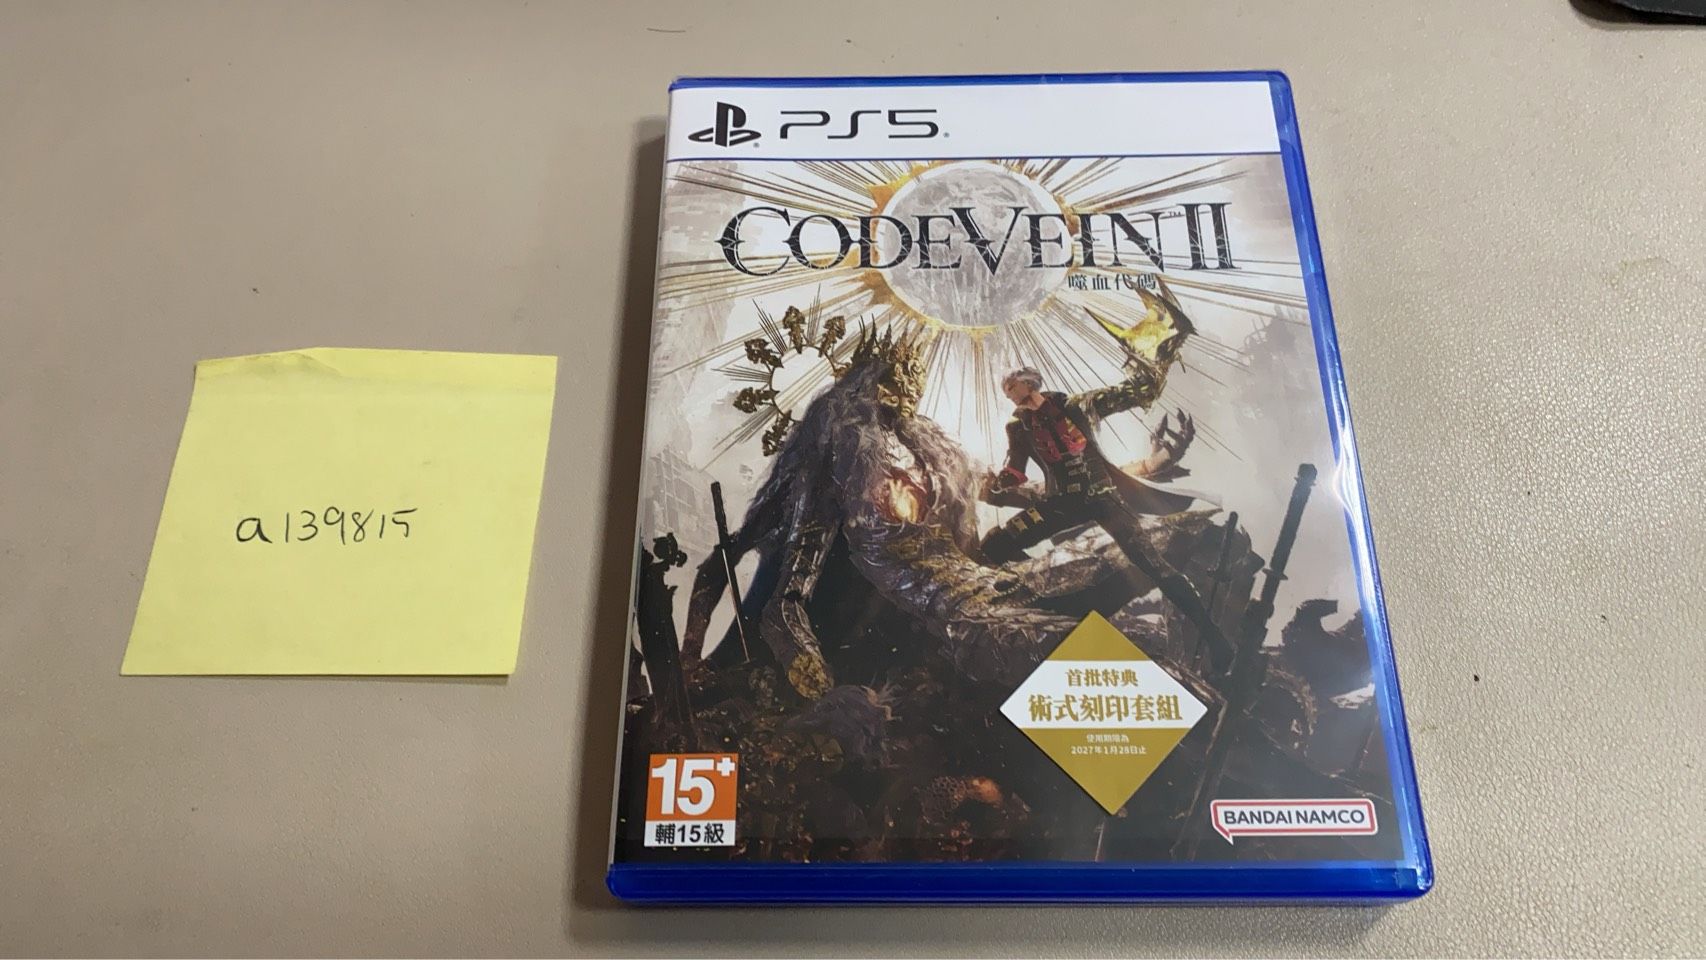 a139815
PS5
CODE VEIN II
噬血代碼
首批特典
術式刻印套組
使用期限為
2027年1月28日止
15+
輔15級
BANDAI NAMCO